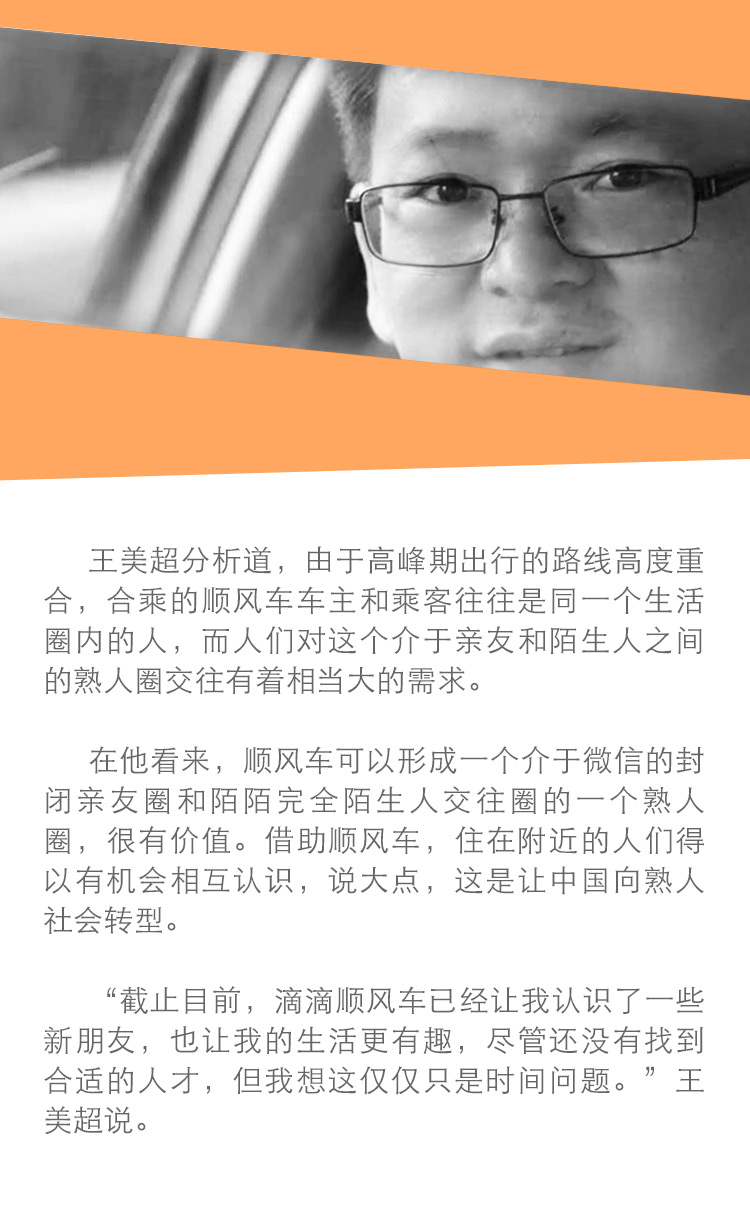 王美超分析道，由于高峰期出行的路线高度重
合，合乘的顺风车车主和乘客往往是同一个生活
圈内的人，而人们对这个介于亲友和陌生人之间
的熟人圈交往有着相当大的需求。
在他看来，顺风车可以形成一个介于微信的封
闭亲友圈和陌陌完全陌生人交往圈的一个熟人
圈，很有价值。借助顺风车，住在附近的人们得
以有机会相互认识，说大点，这是让中国向熟人
社会转型。
“截止目前，滴滴顺风车已经让我认识了一些
新朋友，也让我的生活更有趣，尽管还没有找到
合适的人才，但我想这仅仅只是时间问题。”王
美超说。